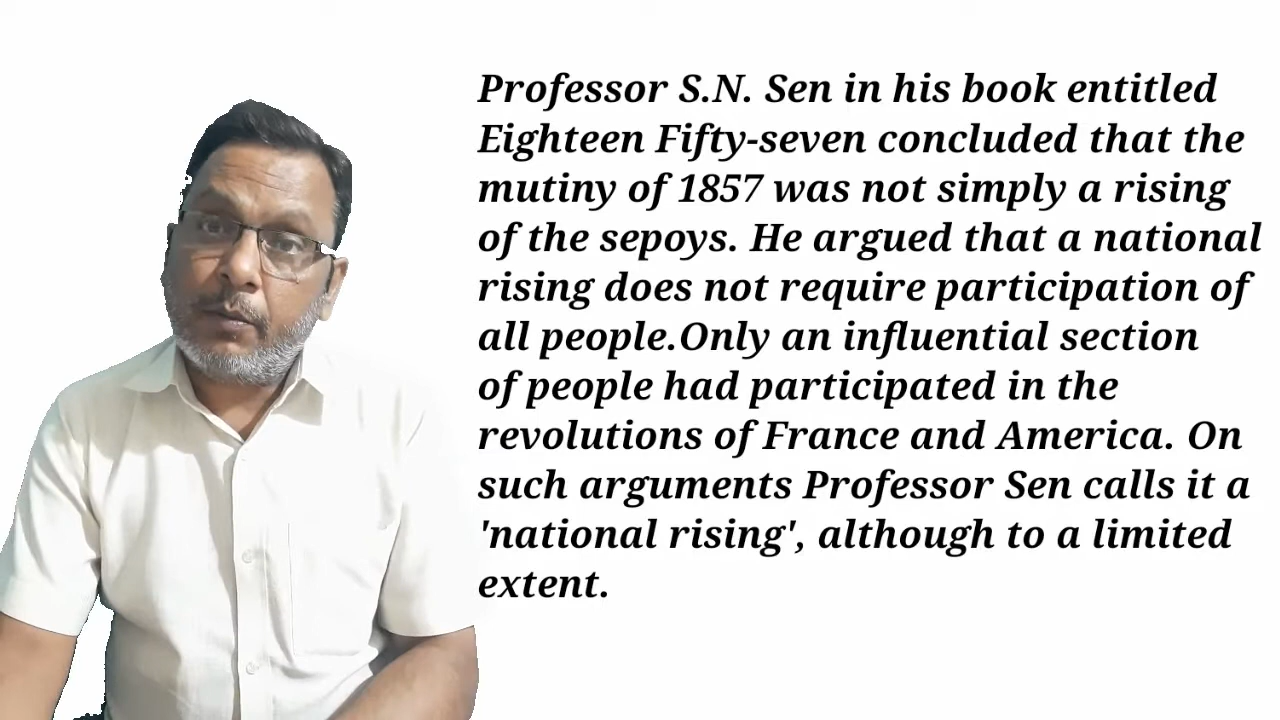 Professor S.N. Sen in his book entitled
Eighteen Fifty-seven concluded that the
mutiny of 1857 was not simply a rising
of the sepoys. He argued that a national
rising does not require participation of
all people.Only an influential section
of people had participated in the
revolutions of France and America. On
such arguments Professor Sen calls it a
'national rising', although to a limited
extent.